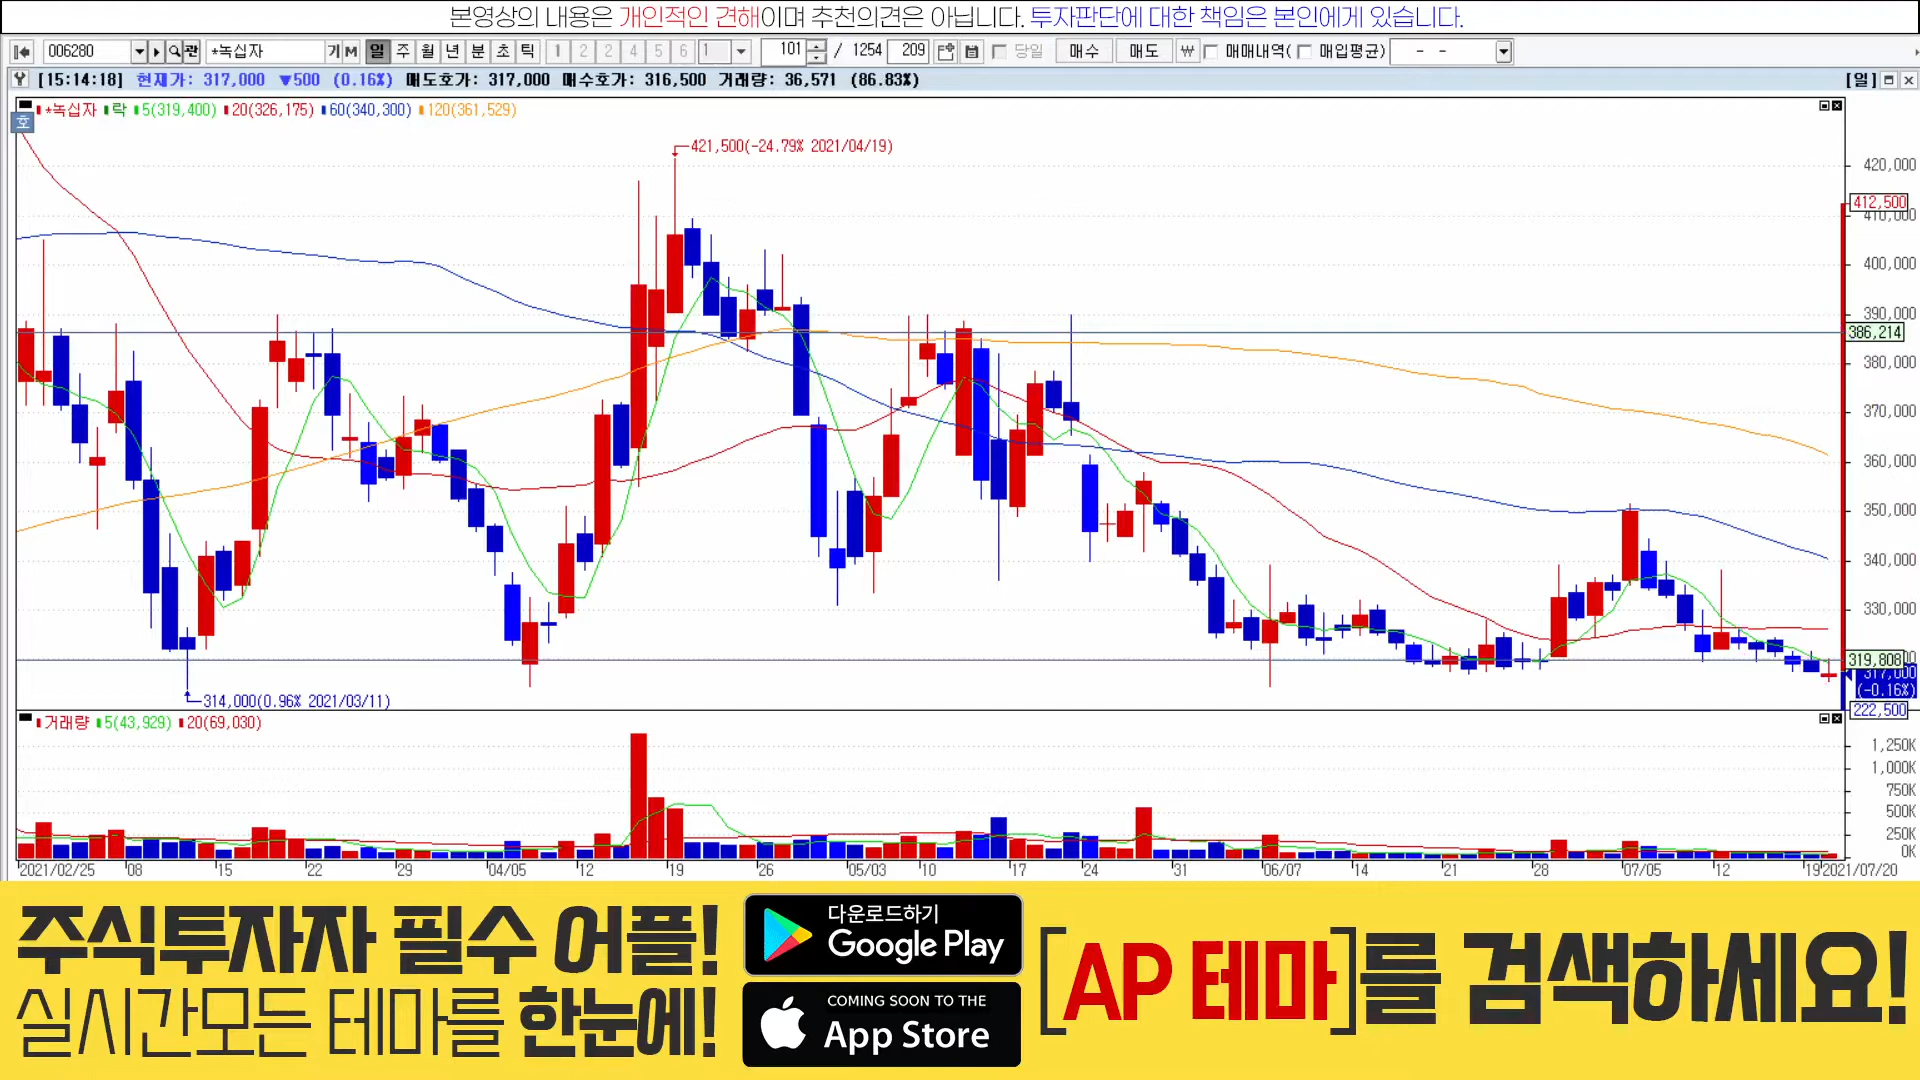 본영상의 내용은 개인적인 견해이며 추천의견은 아닙니다. 투자판단에 대한 책임은 본인에게 있습니다.
006280 관 *녹십자 기 M 일 주 월 년 분 초 틱 1 2 2 4 5 6 1 101 / 1254 209 당일 매수 매도 ₩ 매매내역( 매입평균) - -
[15:14:18] 현재가: 317,000 ▼500 (0.16%) 매도호가: 317,000 매수호가: 316,500 거래량: 36,571 (86.83%) [일]
*녹십자 락 5(319,400) 20(326,175) 60(340,300) 120(361,529)
호
421,500(-24.79% 2021/04/19)
420,000
412,500
410,000
400,000
390,000
386,214
380,000
370,000
360,000
350,000
340,000
330,000
319,808
317,000
(-0.16%)
314,000(0.96% 2021/03/11)
222,500
거래량 5(43,929) 20(69,030)
1,250K
1,000K
750K
500K
250K
0K
2021/02/25 08 15 22 29 04/05 12 19 26 05/03 10 17 24 31 06/07 14 21 28 07/05 12 19 2021/07/20
주식투자자 필수 어플!
실시간모든 테마를 한눈에!
다운로드하기
Google Play
COMING SOON TO THE
App Store
[AP 테마]를 검색하세요!